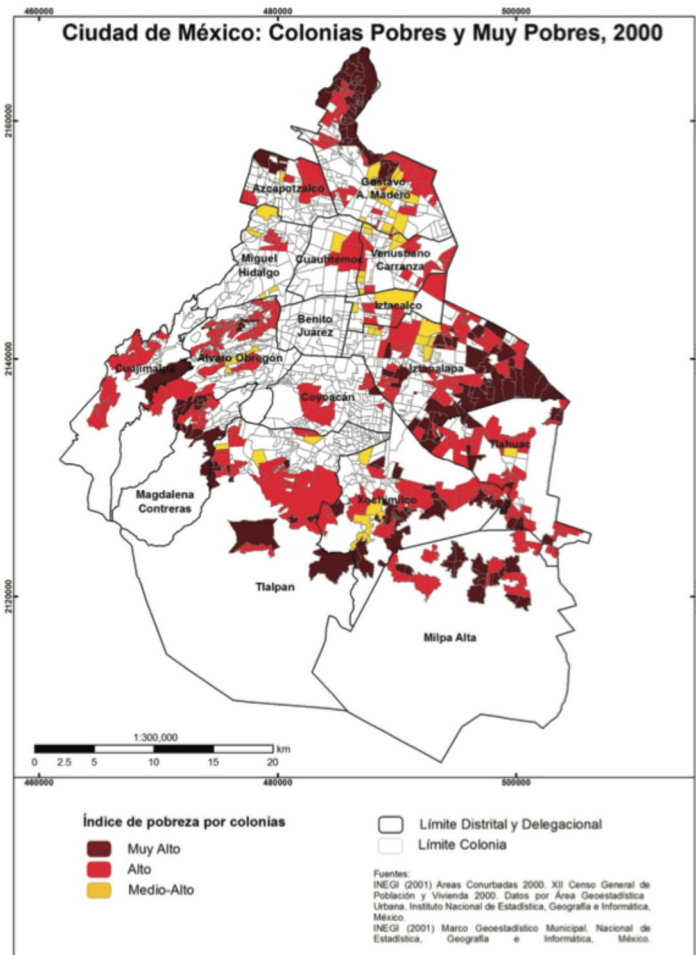 460000 480000 500000
Ciudad de México: Colonias Pobres y Muy Pobres, 2000
2160000
Azcapotzalco
Gustavo
A. Madero
Miguel
Hidalgo
Cuauhtemoc
Venustiano
Carranza
Iztacalco
Benito
Juárez
2140000
Cuajimalpa
Alvaro Obregón
Iztapalapa
Coyoacán
Tlahuac
Magdalena
Contreras
Xochimilco
2120000
Tlalpan
Milpa Alta
1:300,000
0 2.5 5 10 15 20 km
460000 480000 500000
Índice de pobreza por colonias
Muy Alto
Alto
Medio-Alto
Límite Distrital y Delegacional
Límite Colonia
Fuentes:
INEGI (2001) Areas Conurbadas 2000. XII Censo General de
Población y Vivienda 2000. Datos por Área Geoestadística
Urbana. Instituto Nacional de Estadística, Geografía e Informática,
México.
INEGI (2001) Marco Geoestadístico Municipal. Nacional de
Estadística, Geografía e Informática, México.